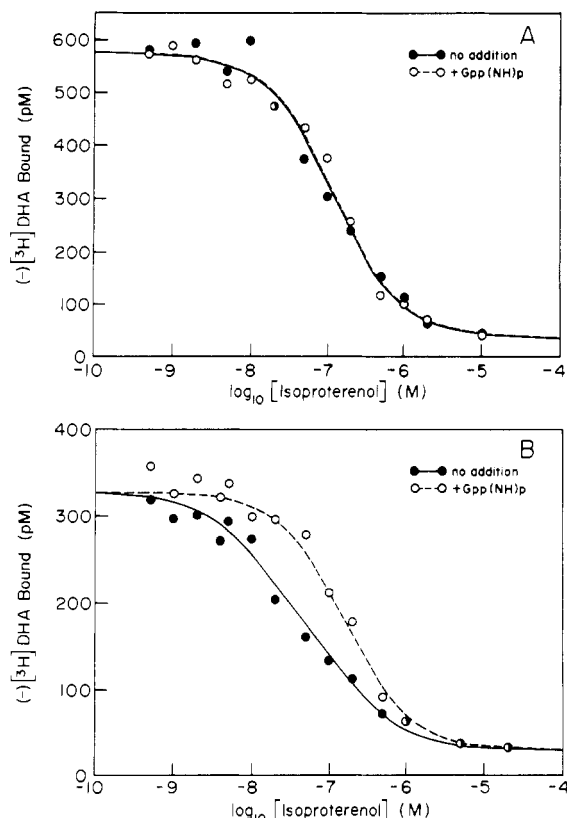 A
no addition
+Gpp(NH)p
600
500
400
300
200
100
0
(-)[³H] DHA Bound (pM)
-10 -9 -8 -7 -6 -5 -4
log₁₀ [Isoproterenol] (M)
B
no addition
+Gpp(NH)p
400
300
200
100
0
(-)[³H] DHA Bound (pM)
-10 -9 -8 -7 -6 -5 -4
log₁₀ [Isoproterenol] (M)